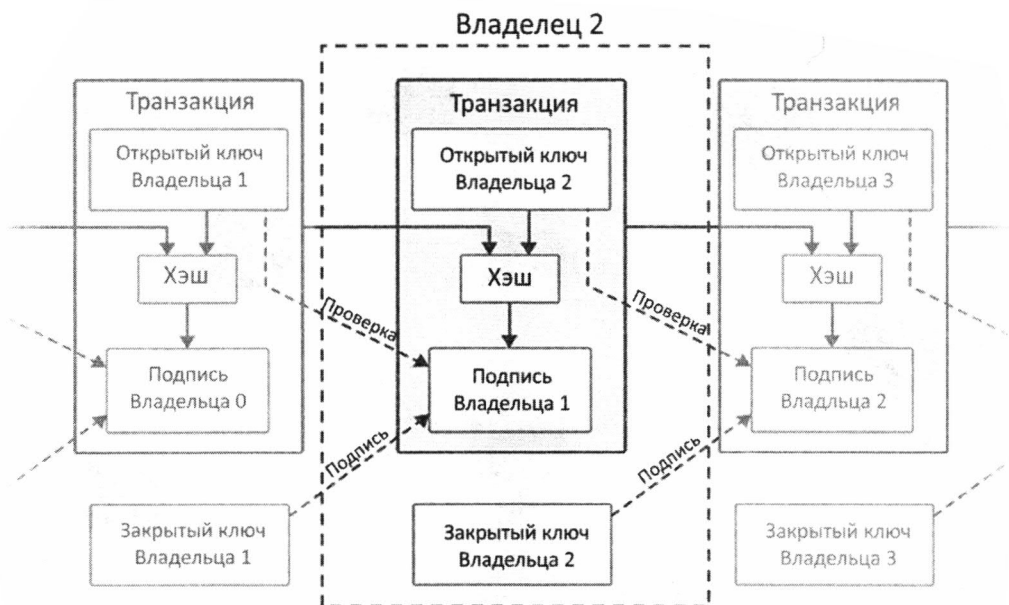 Владелец 2
Транзакция
Открытый ключ
Владельца 1
Хэш
Подпись
Владельца 0
Закрытый ключ
Владельца 1
Транзакция
Открытый ключ
Владельца 2
Хэш
Проверка
Подпись
Владельца 1
Подпись
Закрытый ключ
Владельца 2
Транзакция
Открытый ключ
Владельца 3
Хэш
Проверка
Подпись
Владльца 2
Подпись
Закрытый ключ
Владельца 3